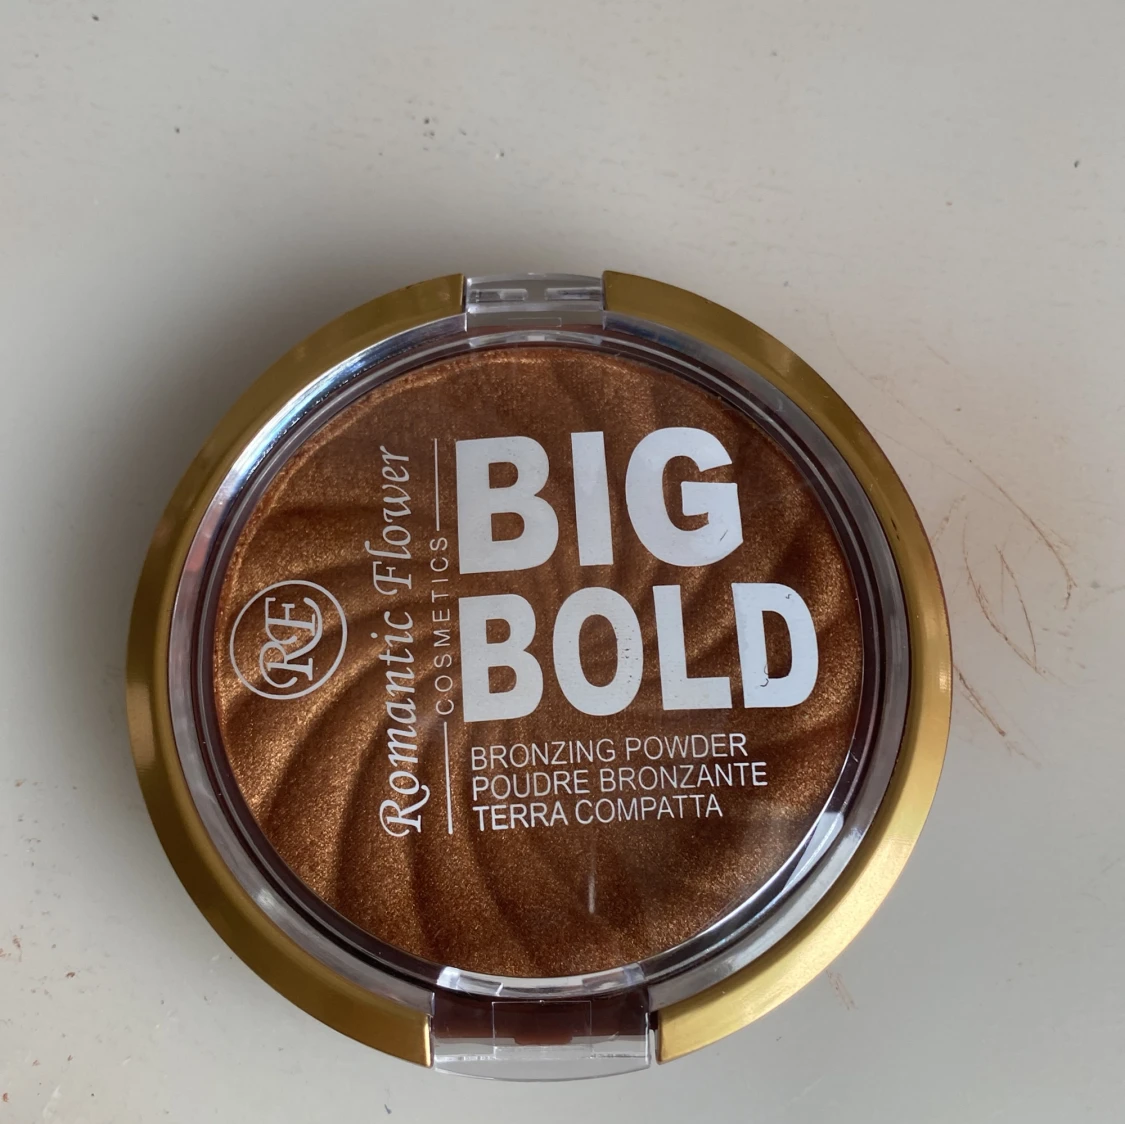 RF
Romantic Flower
COSMETICS
BIG
BOLD
BRONZING POWDER
POUDRE BRONZANTE
TERRA COMPATTA